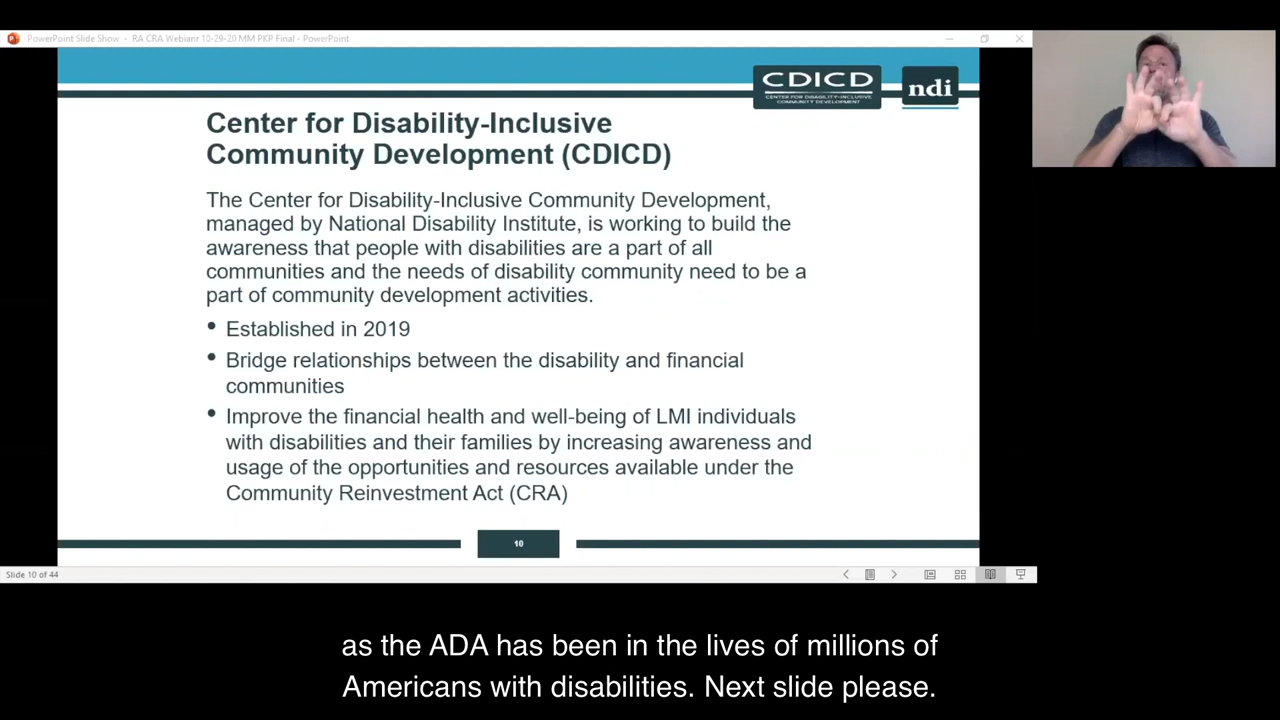 PowerPoint Slide Show - RA CRA Webianr 10-29-20 MM PKP Final - PowerPoint
CDICD
CENTER FOR DISABILITY-INCLUSIVE
COMMUNITY DEVELOPMENT
ndi
Center for Disability-Inclusive
Community Development (CDICD)
The Center for Disability-Inclusive Community Development,
managed by National Disability Institute, is working to build the
awareness that people with disabilities are a part of all
communities and the needs of disability community need to be a
part of community development activities.
• Established in 2019
• Bridge relationships between the disability and financial
communities
• Improve the financial health and well-being of LMI individuals
with disabilities and their families by increasing awareness and
usage of the opportunities and resources available under the
Community Reinvestment Act (CRA)
10
Slide 10 of 44
as the ADA has been in the lives of millions of
Americans with disabilities. Next slide please.